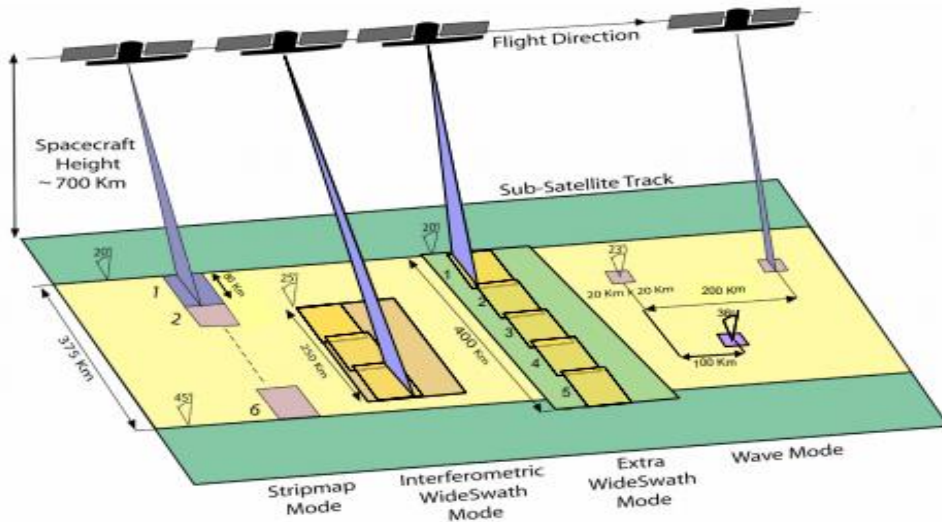 Flight Direction
Spacecraft
Height
~ 700 Km
Sub-Satellite Track
20°
20°
23°
1
80 Km
25°
1
20 Km x 20 Km
200 Km
2
2
36°
375 Km
250 Km
400 Km
3
100 Km
4
45°
6
5
Stripmap
Mode
Interferometric
WideSwath
Mode
Extra
WideSwath
Mode
Wave Mode